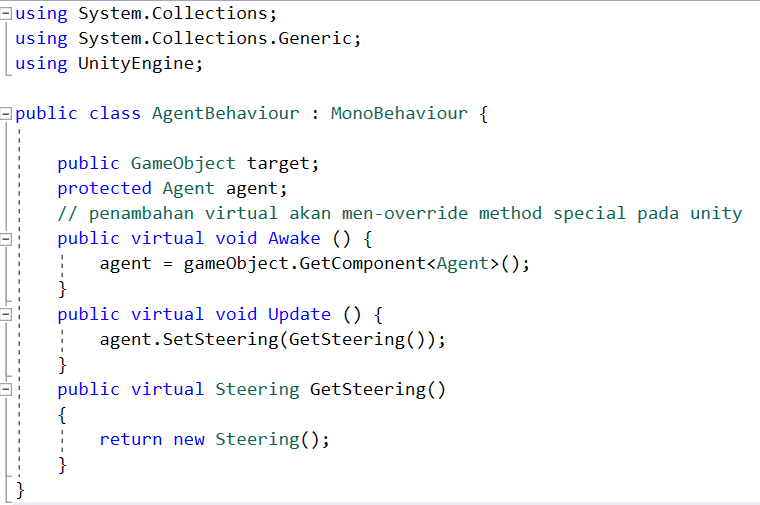 using System.Collections;
using System.Collections.Generic;
using UnityEngine;

public class AgentBehaviour : MonoBehaviour {

    public GameObject target;
    protected Agent agent;
    // penambahan virtual akan men-override method special pada unity
    public virtual void Awake () {
        agent = gameObject.GetComponent<Agent>();
    }
    public virtual void Update () {
        agent.SetSteering(GetSteering());
    }
    public virtual Steering GetSteering()
    {
        return new Steering();
    }
}